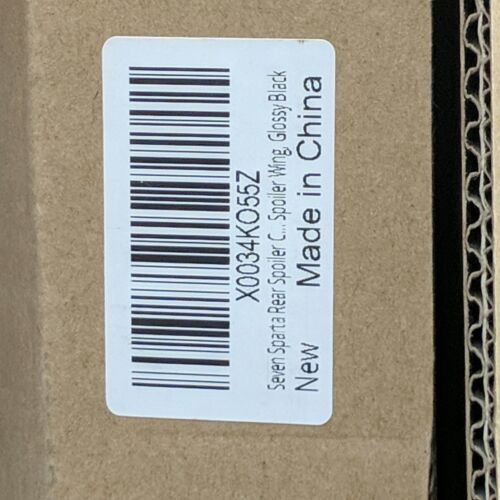 X0034KO55Z
Seven Sparta Rear Spoiler C... Spoiler Wing, Glossy Black
New Made in China